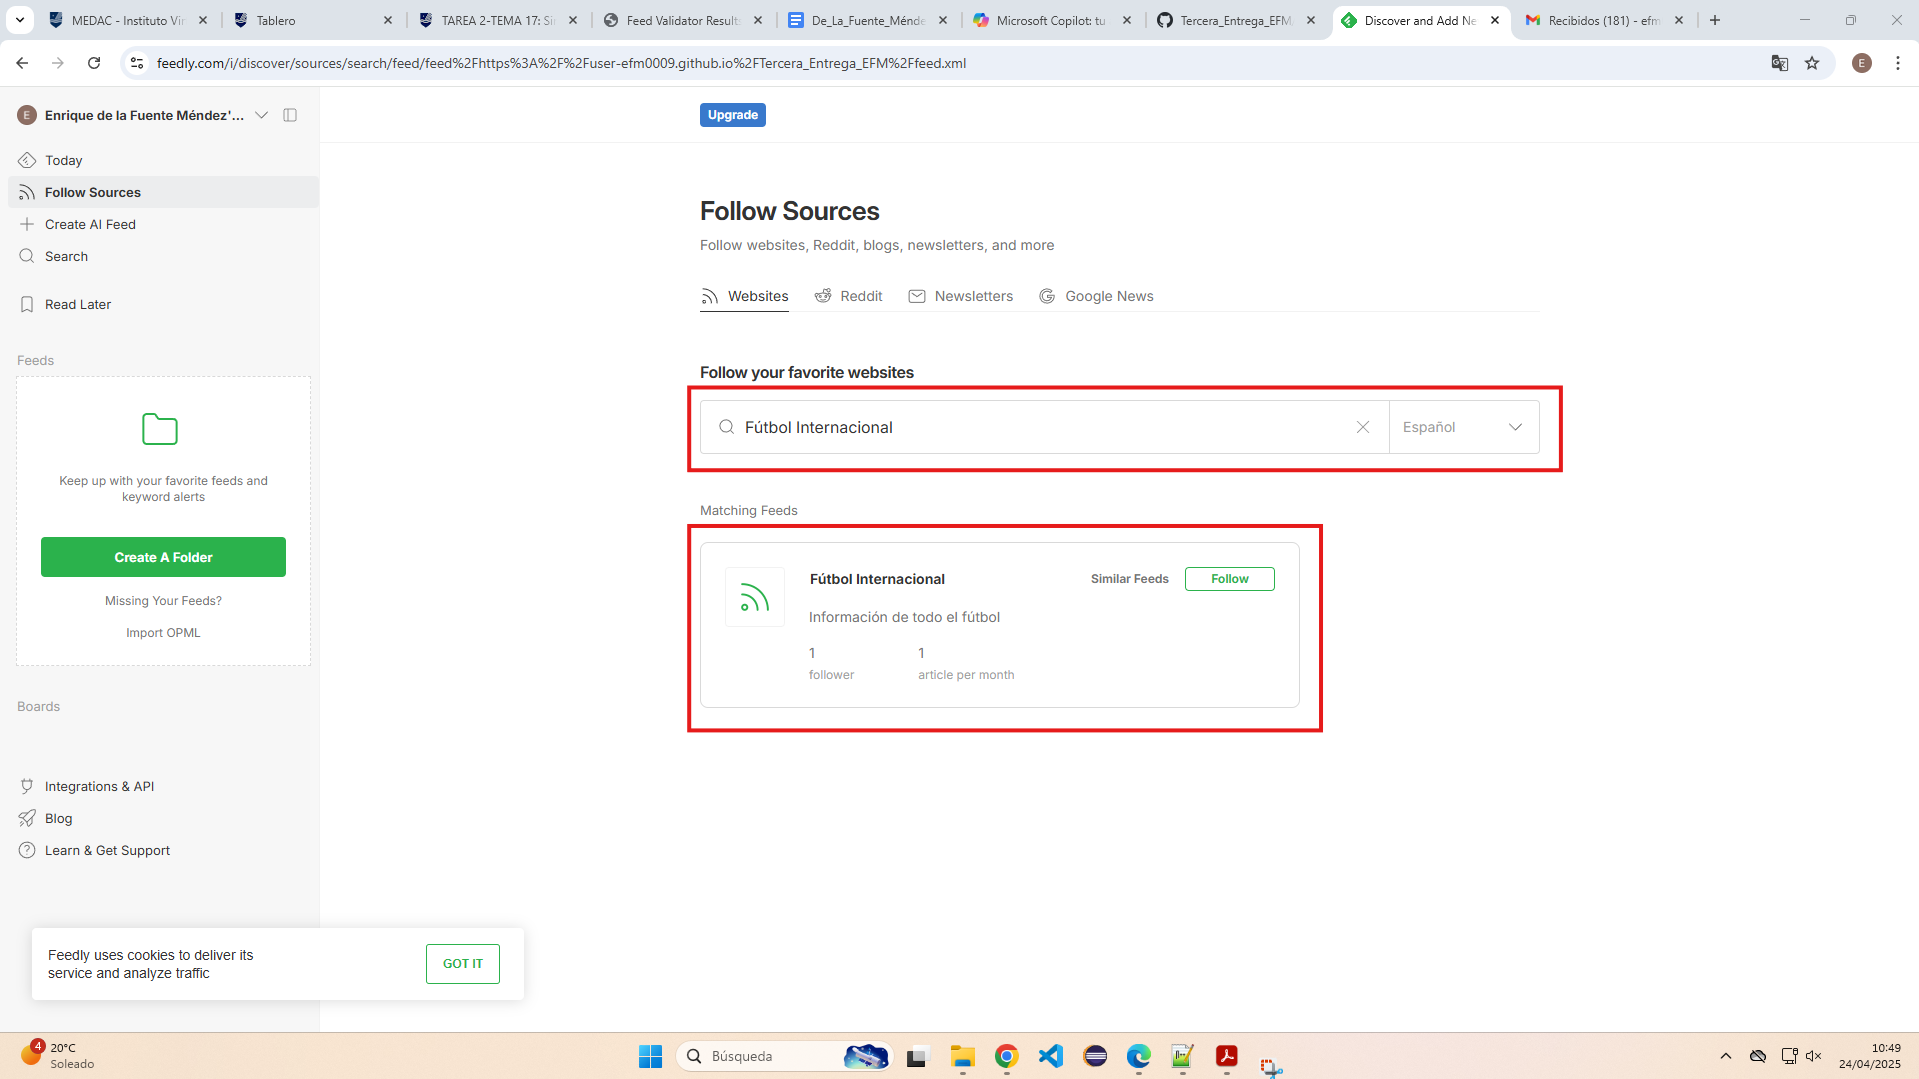 MEDAC - Instituto Vir
Tablero
TAREA 2-TEMA 17: Si
Feed Validator Results
De_La_Fuente_Ménde
Microsoft Copilot: tu
Tercera_Entrega_EFM
Discover and Add Ne
Recibidos (181) - efm
feedly.com/i/discover/sources/search/feed/feed%2Fhttps%3A%2F%2Fuser-efm0009.github.io%2FTercera_Entrega_EFM%2Ffeed.xml
E
E
Enrique de la Fuente Méndez'...
Today
Follow Sources
Create AI Feed
Search
Read Later
Feeds
Keep up with your favorite feeds and
keyword alerts
Create A Folder
Missing Your Feeds?
Import OPML
Boards
Integrations & API
Blog
Learn & Get Support
Feedly uses cookies to deliver its
service and analyze traffic
GOT IT
Upgrade
Follow Sources
Follow websites, Reddit, blogs, newsletters, and more
Websites
Reddit
Newsletters
Google News
Follow your favorite websites
Fútbol Internacional
Español
Matching Feeds
Fútbol Internacional
Similar Feeds
Follow
Información de todo el fútbol
1
follower
1
article per month
4
20°C
Soleado
Búsqueda
10:49
24/04/2025